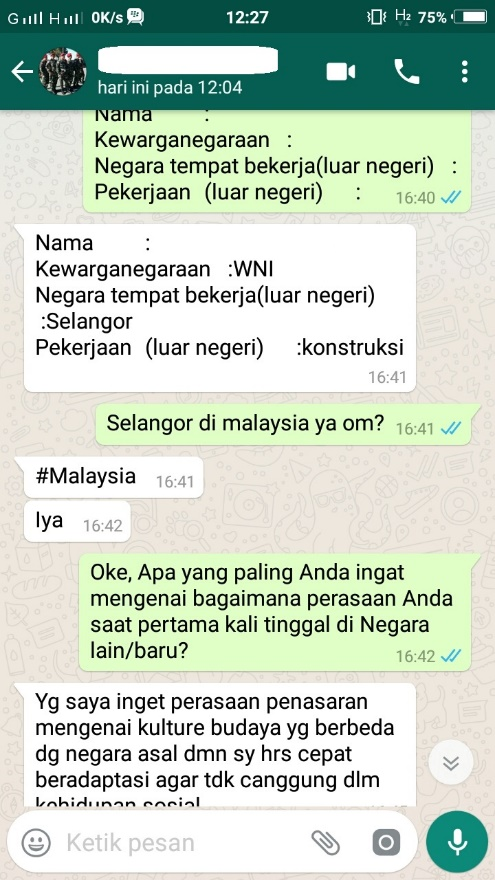 G H 0K/s 12:27 H₂ 75%
hari ini pada 12:04
Nama :
Kewarganegaraan :
Negara tempat bekerja(luar negeri) :
Pekerjaan (luar negeri) : 16:40
Nama :
Kewarganegaraan :WNI
Negara tempat bekerja(luar negeri)
:Selangor
Pekerjaan (luar negeri) :konstruksi
16:41
Selangor di malaysia ya om? 16:41
#Malaysia 16:41
Iya 16:42
Oke, Apa yang paling Anda ingat
mengenai bagaimana perasaan Anda
saat pertama kali tinggal di Negara
lain/baru? 16:42
Yg saya inget perasaan penasaran
mengenai kulture budaya yg berbeda
dg negara asal dmn sy hrs cepat
beradaptasi agar tdk canggung dlm
kehidupan sosial
Ketik pesan